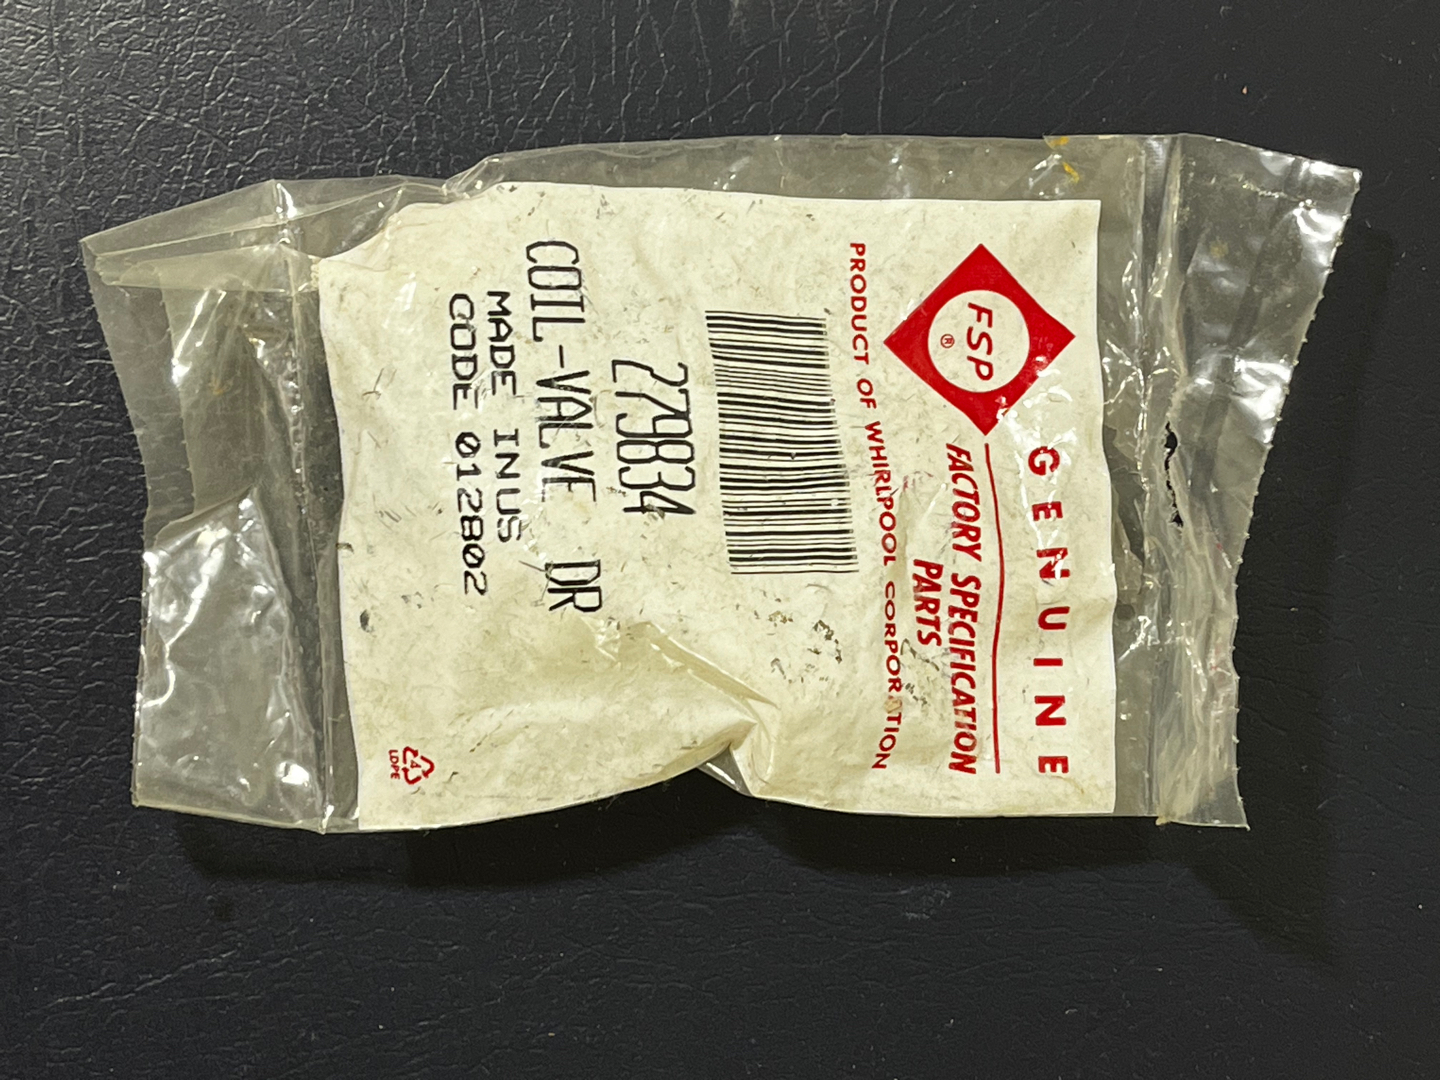 GENUINE
FSP®
FACTORY SPECIFICATION
PARTS
PRODUCT OF WHIRLPOOL CORPORATION
279834
COIL-VALVE DR
MADE IN US
CODE 012802
4
LDPE